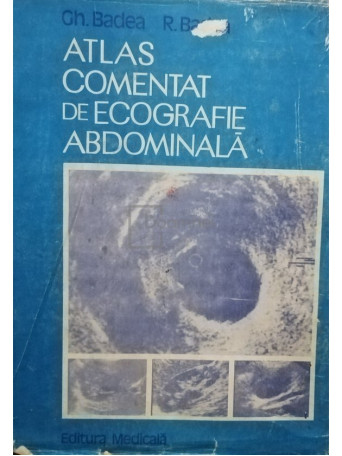 Gh. Badea R.
ATLAS
COMENTAT
DE ECOGRAFIE
ABDOMINALĂ
Editura Medicală